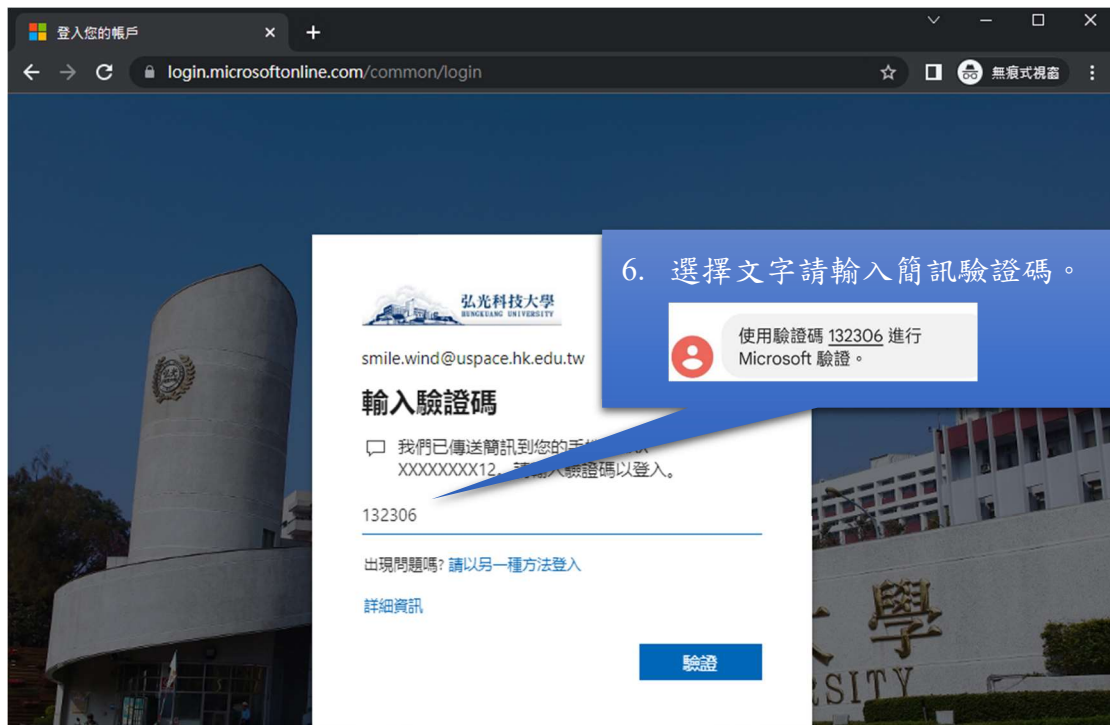 登入您的帳戶
login.microsoftonline.com/common/login
無痕式視窗
6. 選擇文字請輸入簡訊驗證碼。
使用驗證碼 132306 進行
Microsoft 驗證。
弘光科技大學
HUNGKUANG UNIVERSITY
smile.wind@uspace.hk.edu.tw
輸入驗證碼
我們已傳送簡訊到您的手
XXXXXXXX12。 請輸入驗證碼以登入。
132306
出現問題嗎? 請以另一種方法登入
詳細資訊
驗證
大學
RSITY